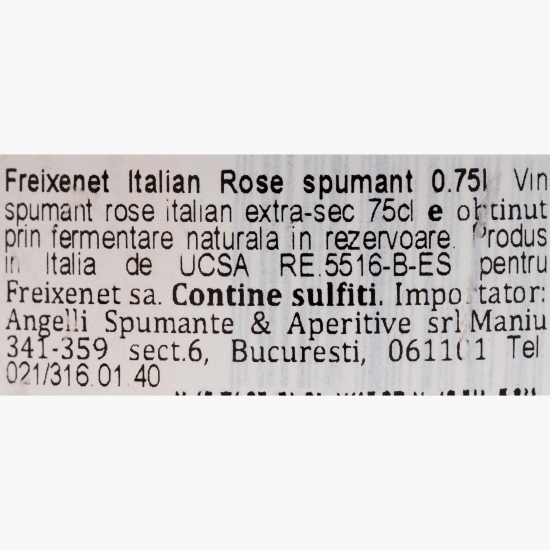 Freixenet Italian Rose spumant 0.75l Vin
spumant rose italian extra-sec 75cl e obtinut
prin fermentare naturala in rezervoare. Produs
in Italia de UCSA RE.5516-B-ES pentru
Freixenet sa. Contine sulfiti. Importator:
Angelli Spumante & Aperitive srl Maniu
341-359 sect.6, Bucuresti, 061101 Tel
021/316.01.40